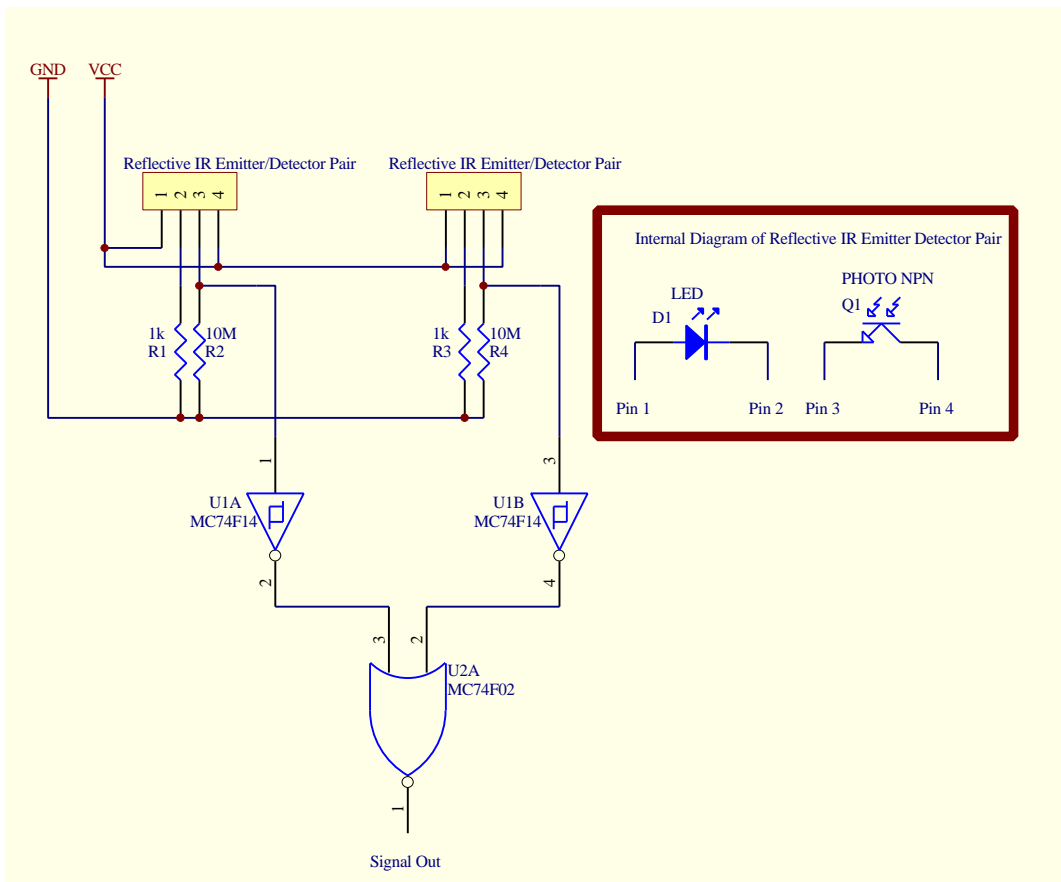 GND VCC
Reflective IR Emitter/Detector Pair
1 2 3 4
Reflective IR Emitter/Detector Pair
1 2 3 4
1k
R1
10M
R2
1k
R3
10M
R4
Internal Diagram of Reflective IR Emitter Detector Pair
LED
D1
PHOTO NPN
Q1
Pin 1
Pin 2
Pin 3
Pin 4
1
U1A
MC74F14
2
3
U1B
MC74F14
4
3
2
U2A
MC74F02
1
Signal Out